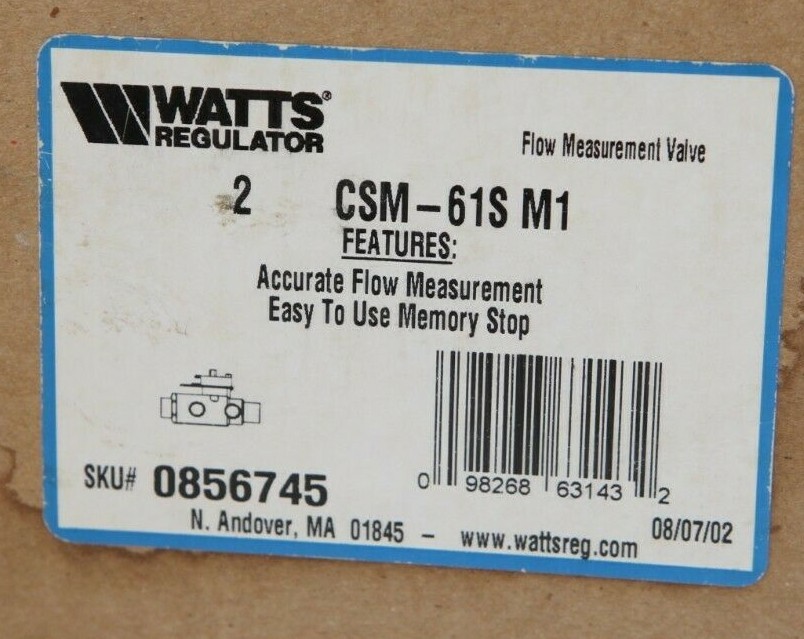 WATTS®
REGULATOR
Flow Measurement Valve
2 CSM-61S M1
FEATURES:
Accurate Flow Measurement
Easy To Use Memory Stop
0 98268 63143 2
SKU# 0856745
N. Andover, MA 01845 - www.wattsreg.com
08/07/02